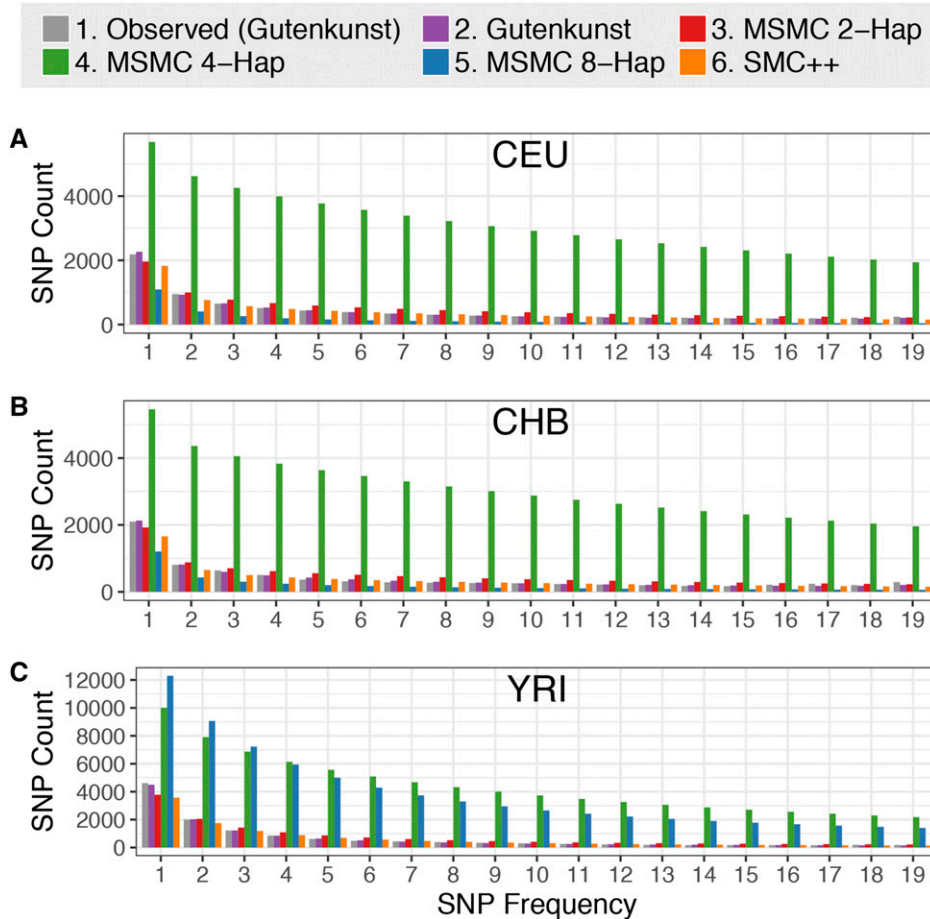 1. Observed (Gutenkunst) 2. Gutenkunst 3. MSMC 2−Hap
4. MSMC 4−Hap 5. MSMC 8−Hap 6. SMC++
A
CEU
SNP Count
4000
2000
0
1 2 3 4 5 6 7 8 9 10 11 12 13 14 15 16 17 18 19
B
CHB
SNP Count
4000
2000
0
1 2 3 4 5 6 7 8 9 10 11 12 13 14 15 16 17 18 19
C
YRI
SNP Count
12000
10000
8000
6000
4000
2000
0
1 2 3 4 5 6 7 8 9 10 11 12 13 14 15 16 17 18 19
SNP Frequency